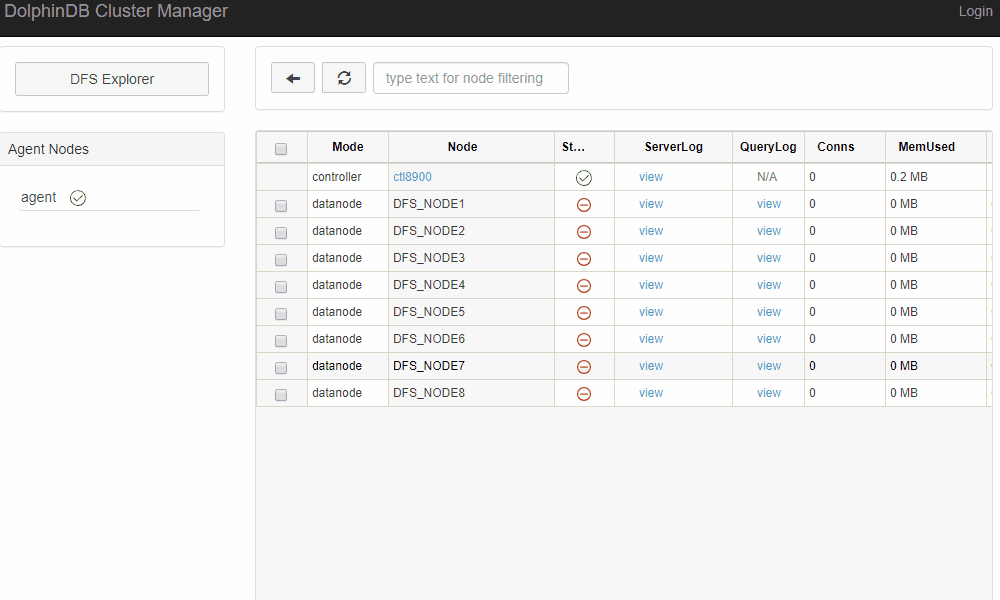 DolphinDB Cluster Manager Login
DFS Explorer
type text for node filtering
Agent Nodes
agent
Mode Node St... ServerLog QueryLog Conns MemUsed
controller ctl8900 view N/A 0 0.2 MB
datanode DFS_NODE1 view view 0 0 MB
datanode DFS_NODE2 view view 0 0 MB
datanode DFS_NODE3 view view 0 0 MB
datanode DFS_NODE4 view view 0 0 MB
datanode DFS_NODE5 view view 0 0 MB
datanode DFS_NODE6 view view 0 0 MB
datanode DFS_NODE7 view view 0 0 MB
datanode DFS_NODE8 view view 0 0 MB